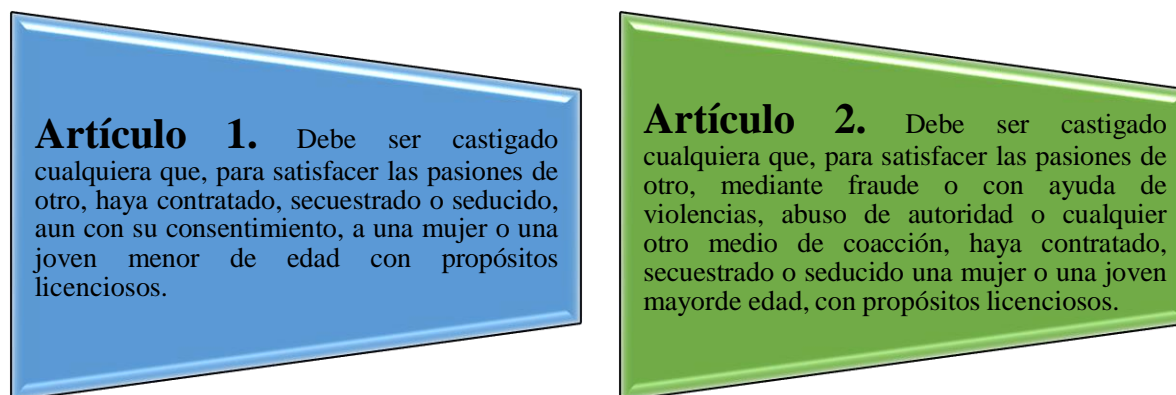 Artículo 1. Debe ser castigado
cualquiera que, para satisfacer las pasiones de
otro, haya contratado, secuestrado o seducido,
aun con su consentimiento, a una mujer o una
joven menor de edad con propósitos
licenciosos.
Artículo 2. Debe ser castigado
cualquiera que, para satisfacer las pasiones de
otro, mediante fraude o con ayuda de
violencias, abuso de autoridad o cualquier
otro medio de coacción, haya contratado,
secuestrado o seducido una mujer o una joven
mayorde edad, con propósitos licenciosos.